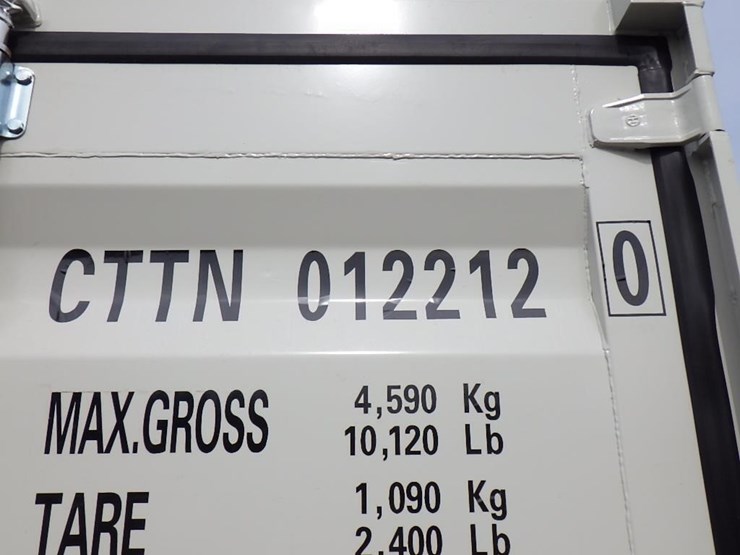 CTTN 012212 0
MAX.GROSS 4,590 Kg
10,120 Lb
TARE 1,090 Kg
2,400 Lb